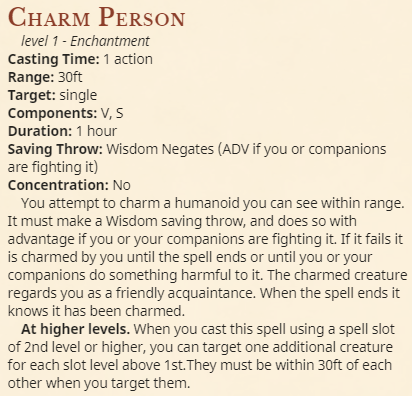 Charm Person
level 1 - Enchantment
Casting Time: 1 action
Range: 30ft
Target: single
Components: V, S
Duration: 1 hour
Saving Throw: Wisdom Negates (ADV if you or companions
are fighting it)
Concentration: No
You attempt to charm a humanoid you can see within range.
It must make a Wisdom saving throw, and does so with
advantage if you or your companions are fighting it. If it fails it
is charmed by you until the spell ends or until you or your
companions do something harmful to it. The charmed creature
regards you as a friendly acquaintance. When the spell ends it
knows it has been charmed.
At higher levels. When you cast this spell using a spell slot
of 2nd level or higher, you can target one additional creature
for each slot level above 1st.They must be within 30ft of each
other when you target them.